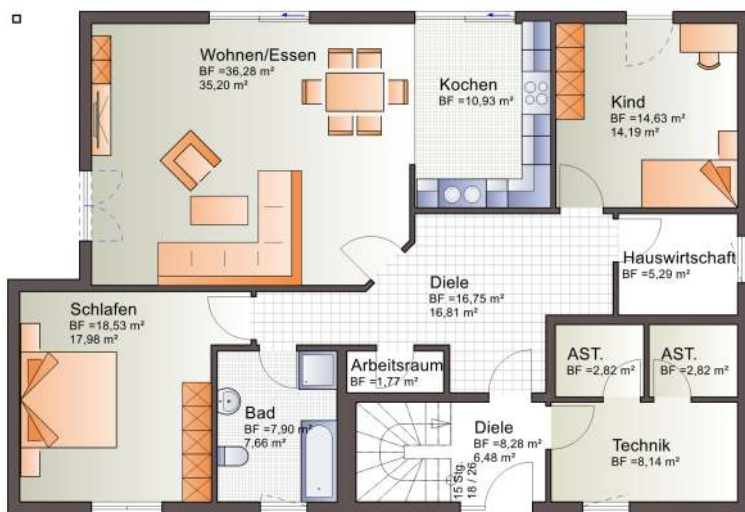 Wohnen/Essen
BF =36,28 m²
35,20 m²
Kochen
BF =10,93 m²
Kind
BF =14,63 m²
14,19 m²
Hauswirtschaft
BF =5,29 m²
Diele
BF =16,75 m²
16,81 m²
Schlafen
BF =18,53 m²
17,98 m²
Arbeitsraum
BF =1,77 m²
AST.
BF =2,82 m²
AST.
BF =2,82 m²
Bad
BF =7,90 m²
7,66 m²
15 Stg.
18 / 26
Diele
BF =8,28 m²
6,48 m²
Technik
BF =8,14 m²